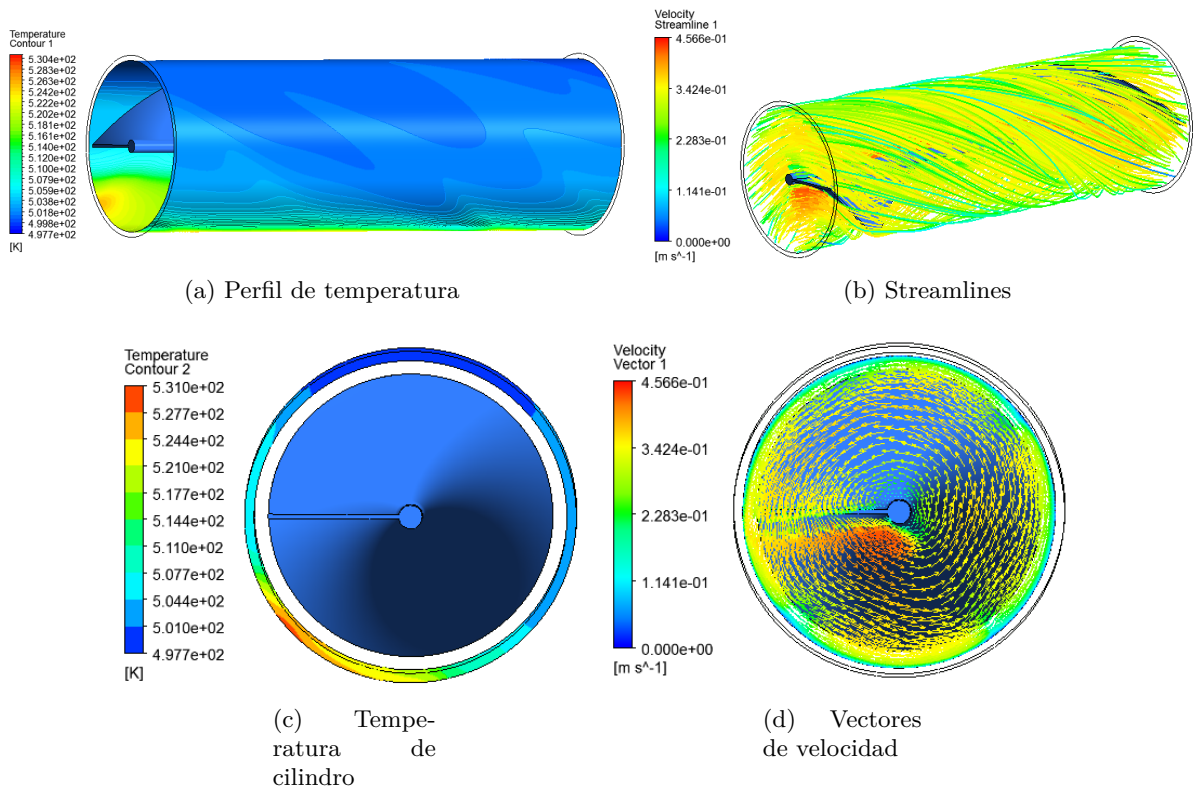 Temperature
Contour 1
5.304e+02
5.283e+02
5.263e+02
5.242e+02
5.222e+02
5.202e+02
5.181e+02
5.161e+02
5.140e+02
5.120e+02
5.100e+02
5.079e+02
5.059e+02
5.038e+02
5.018e+02
4.998e+02
4.977e+02
[K]
(a) Perfil de temperatura
Velocity
Streamline 1
4.566e-01
3.424e-01
2.283e-01
1.141e-01
0.000e+00
[m s^-1]
(b) Streamlines
Temperature
Contour 2
5.310e+02
5.277e+02
5.244e+02
5.210e+02
5.177e+02
5.144e+02
5.110e+02
5.077e+02
5.044e+02
5.010e+02
4.977e+02
[K]
(c) Tempe-
ratura de
cilindro
Velocity
Vector 1
4.566e-01
3.424e-01
2.283e-01
1.141e-01
0.000e+00
[m s^-1]
(d) Vectores
de velocidad